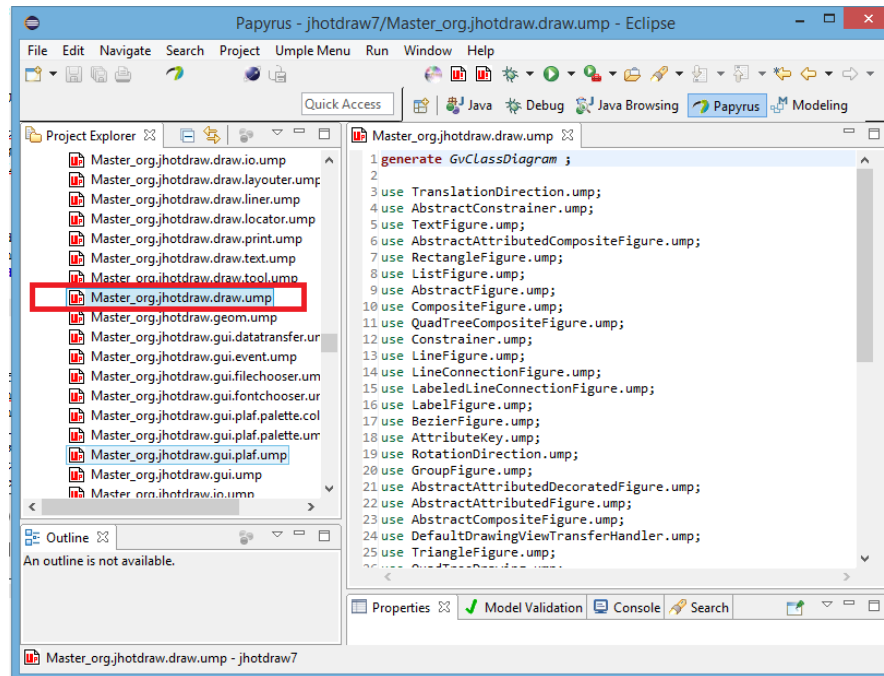 Papyrus - jhotdraw7/Master_org.jhotdraw.draw.ump - Eclipse
File Edit Navigate Search Project Umple Menu Run Window Help
Quick Access Java Debug Java Browsing Papyrus Modeling
Project Explorer
Master_org.jhotdraw.draw.io.ump
Master_org.jhotdraw.draw.layouter.ump
Master_org.jhotdraw.draw.liner.ump
Master_org.jhotdraw.draw.locator.ump
Master_org.jhotdraw.draw.print.ump
Master_org.jhotdraw.draw.text.ump
Master_org.jhotdraw.draw.tool.ump
Master_org.jhotdraw.draw.ump
Master_org.jhotdraw.geom.ump
Master_org.jhotdraw.gui.datatransfer.ur
Master_org.jhotdraw.gui.event.ump
Master_org.jhotdraw.gui.filechooser.um
Master_org.jhotdraw.gui.fontchooser.ur
Master_org.jhotdraw.gui.plaf.palette.col
Master_org.jhotdraw.gui.plaf.palette.um
Master_org.jhotdraw.gui.plaf.ump
Master_org.jhotdraw.gui.ump
Master_org.jhotdraw.io.ump
Outline
An outline is not available.
Master_org.jhotdraw.draw.ump
1 generate GvClassDiagram ;
2
3 use TranslationDirection.ump;
4 use AbstractConstrainer.ump;
5 use TextFigure.ump;
6 use AbstractAttributedCompositeFigure.ump;
7 use RectangleFigure.ump;
8 use ListFigure.ump;
9 use AbstractFigure.ump;
10 use CompositeFigure.ump;
11 use QuadTreeCompositeFigure.ump;
12 use Constrainer.ump;
13 use LineFigure.ump;
14 use LineConnectionFigure.ump;
15 use LabeledLineConnectionFigure.ump;
16 use LabelFigure.ump;
17 use BezierFigure.ump;
18 use AttributeKey.ump;
19 use RotationDirection.ump;
20 use GroupFigure.ump;
21 use AbstractAttributedDecoratedFigure.ump;
22 use AbstractAttributedFigure.ump;
23 use AbstractCompositeFigure.ump;
24 use DefaultDrawingViewTransferHandler.ump;
25 use TriangleFigure.ump;
26 use QuadTreeDrawing.ump;
Properties Model Validation Console Search
Master_org.jhotdraw.draw.ump - jhotdraw7